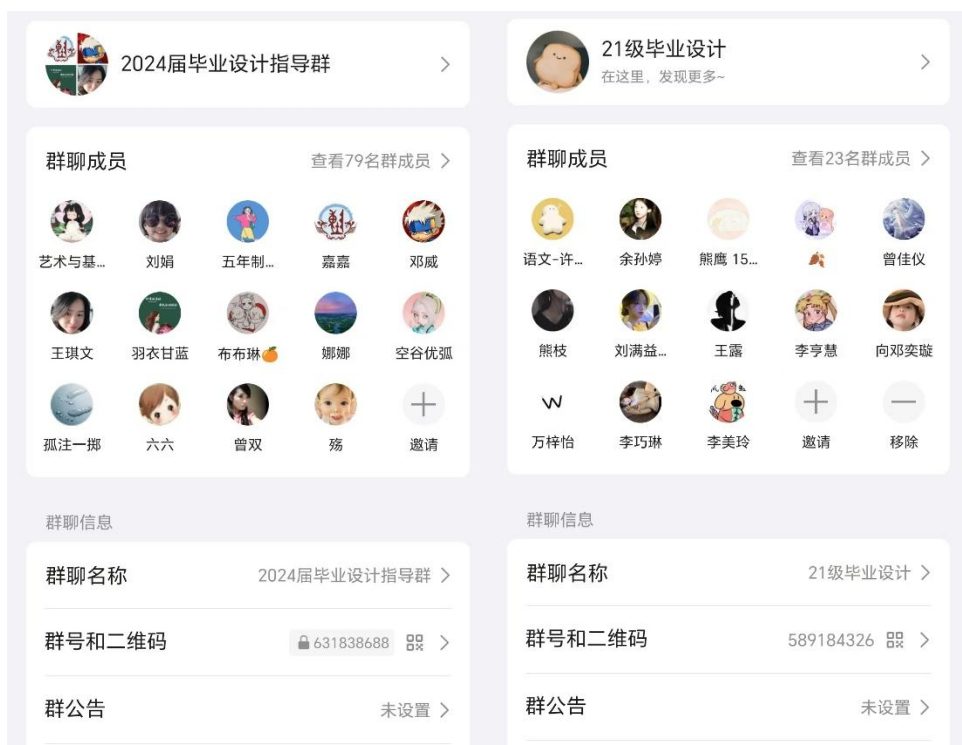 2024届毕业设计指导群
群聊成员
查看79名群成员
艺术与基...
刘娟
五年制...
嘉嘉
邓威
王琪文
羽衣甘蓝
布布琳🍊
娜娜
空谷优弧
孤注一掷
六六
曾双
殇
邀请
群聊信息
群聊名称
2024届毕业设计指导群
群号和二维码
631838688
群公告
未设置
21级毕业设计
在这里，发现更多~
群聊成员
查看23名群成员
语文-许...
余孙婷
熊鹰 15...
🍂
曾佳仪
熊枝
刘满益...
王露
李亨慧
向邓奕璇
万梓怡
李巧琳
李美玲
邀请
移除
群聊信息
群聊名称
21级毕业设计
群号和二维码
589184326
群公告
未设置